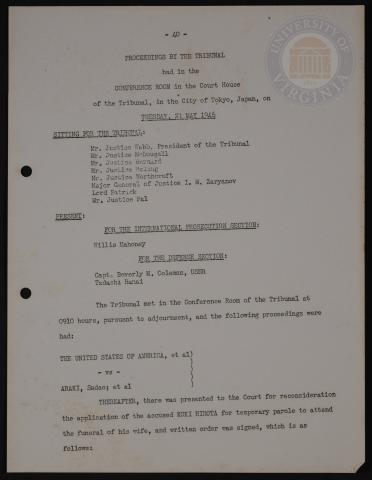 - 40 -
UNIVERSITY OF VIRGINIA
PROCEEDINGS BY THE TRIBUNAL
had in the
CONFERENCE ROOM in the Court House
of the Tribunal, in the City of Tokyo, Japan, on
TUESDAY, 21 MAY 1946
SITTING FOR THE TRIBUNAL:
Mr. Justice Webb, President of the Tribunal
Mr. Justice McDougall
Mr. Justice Bernard
Mr. Justice
Mr. Justice Northcroft
Major General of Justice I. M. Zaryanov
Lord Patrick
Mr. Justice Pal
PRESENT:
FOR THE INTERNATIONAL PROSECUTION SECTION:
Willis Mahoney
FOR THE DEFENSE SECTION:
Capt. Beverly M. Coleman, USNR
Tadashi Hanai
The Tribunal met in the Conference Room of the Tribunal at
0910 hours, pursuant to adjournment, and the following proceedings were
had:
THE UNITED STATES OF AMERICA, et al)
- vs - )
ARAKI, Sadao; et al )
THEREAFTER, there was presented to the Court for reconsideration
the application of the accused KOKI HIROTA for temporary parole to attend
the funeral of his wife, and written order was signed, which is as
follows: